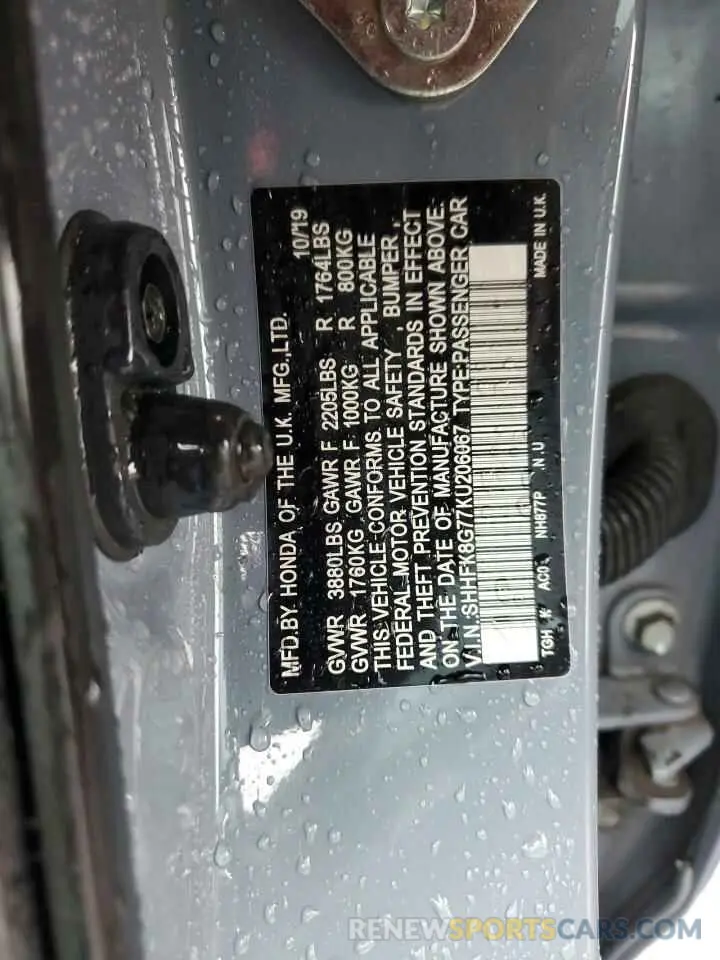 MFD.BY HONDA OF THE U.K. MFG.,LTD. 10/19
GVWR 3880LBS GAWR F 2205LBS R 1764LBS
GVWR 1760KG GAWR F 1000KG R 800KG
THIS VEHICLE CONFORMS TO ALL APPLICABLE
FEDERAL MOTOR VEHICLE SAFETY , BUMPER ,
AND THEFT PREVENTION STANDARDS IN EFFECT
ON THE DATE OF MANUFACTURE SHOWN ABOVE.
V.I.N.:SHHFK8G77KU206067 TYPE:PASSENGER CAR
TGH K AC0 NH877P N.U MADE IN U.K.
RENEWSPORTSCARS.COM